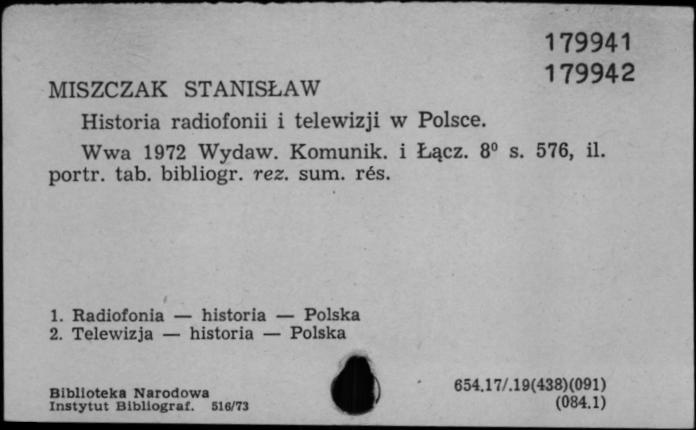 179941
179942
MISZCZAK STANISŁAW
Historia radiofonii i telewizji w Polsce.
Wwa 1972 Wydaw. Komunik. i Łącz. 8⁰ s. 576, il.
portr. tab. bibliogr. rez. sum. rés.
1. Radiofonia — historia — Polska
2. Telewizja — historia — Polska
Biblioteka Narodowa
Instytut Bibliograf. 516/73
654.17/.19(438)(091)
(084.1)